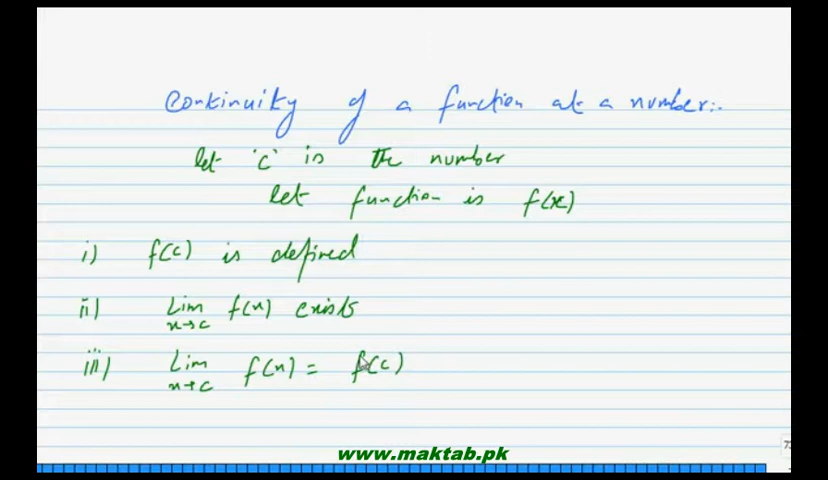 Continuity of a function at a number:.
let 'c' is the number
let function is f(x)
i) f(c) is defined
ii) Lim x→c f(x) exists
iii) Lim x→c f(x) = f(c)
www.maktab.pk